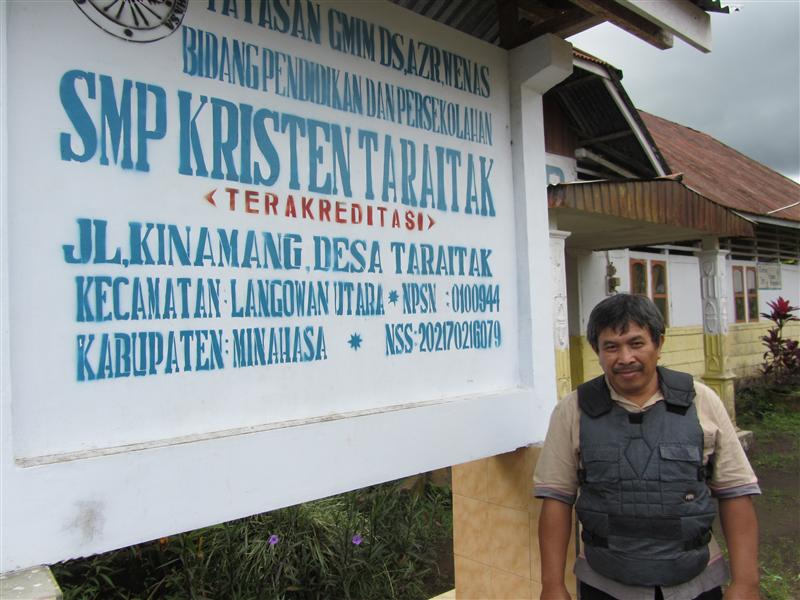 YAYASAN GMIM DS,AZR,WENAS
BIDANG PENDIDIKAN DAN PERSEKOLAHAN
SMP KRISTEN TARAITAK
<TERAKREDITASI>
JL,KINAMANG, DESA TARAITAK
KECAMATAN : LANGOWAN UTARA * NPSN : 0100944
KABUPATEN : MINAHASA * NSS: 202170216079